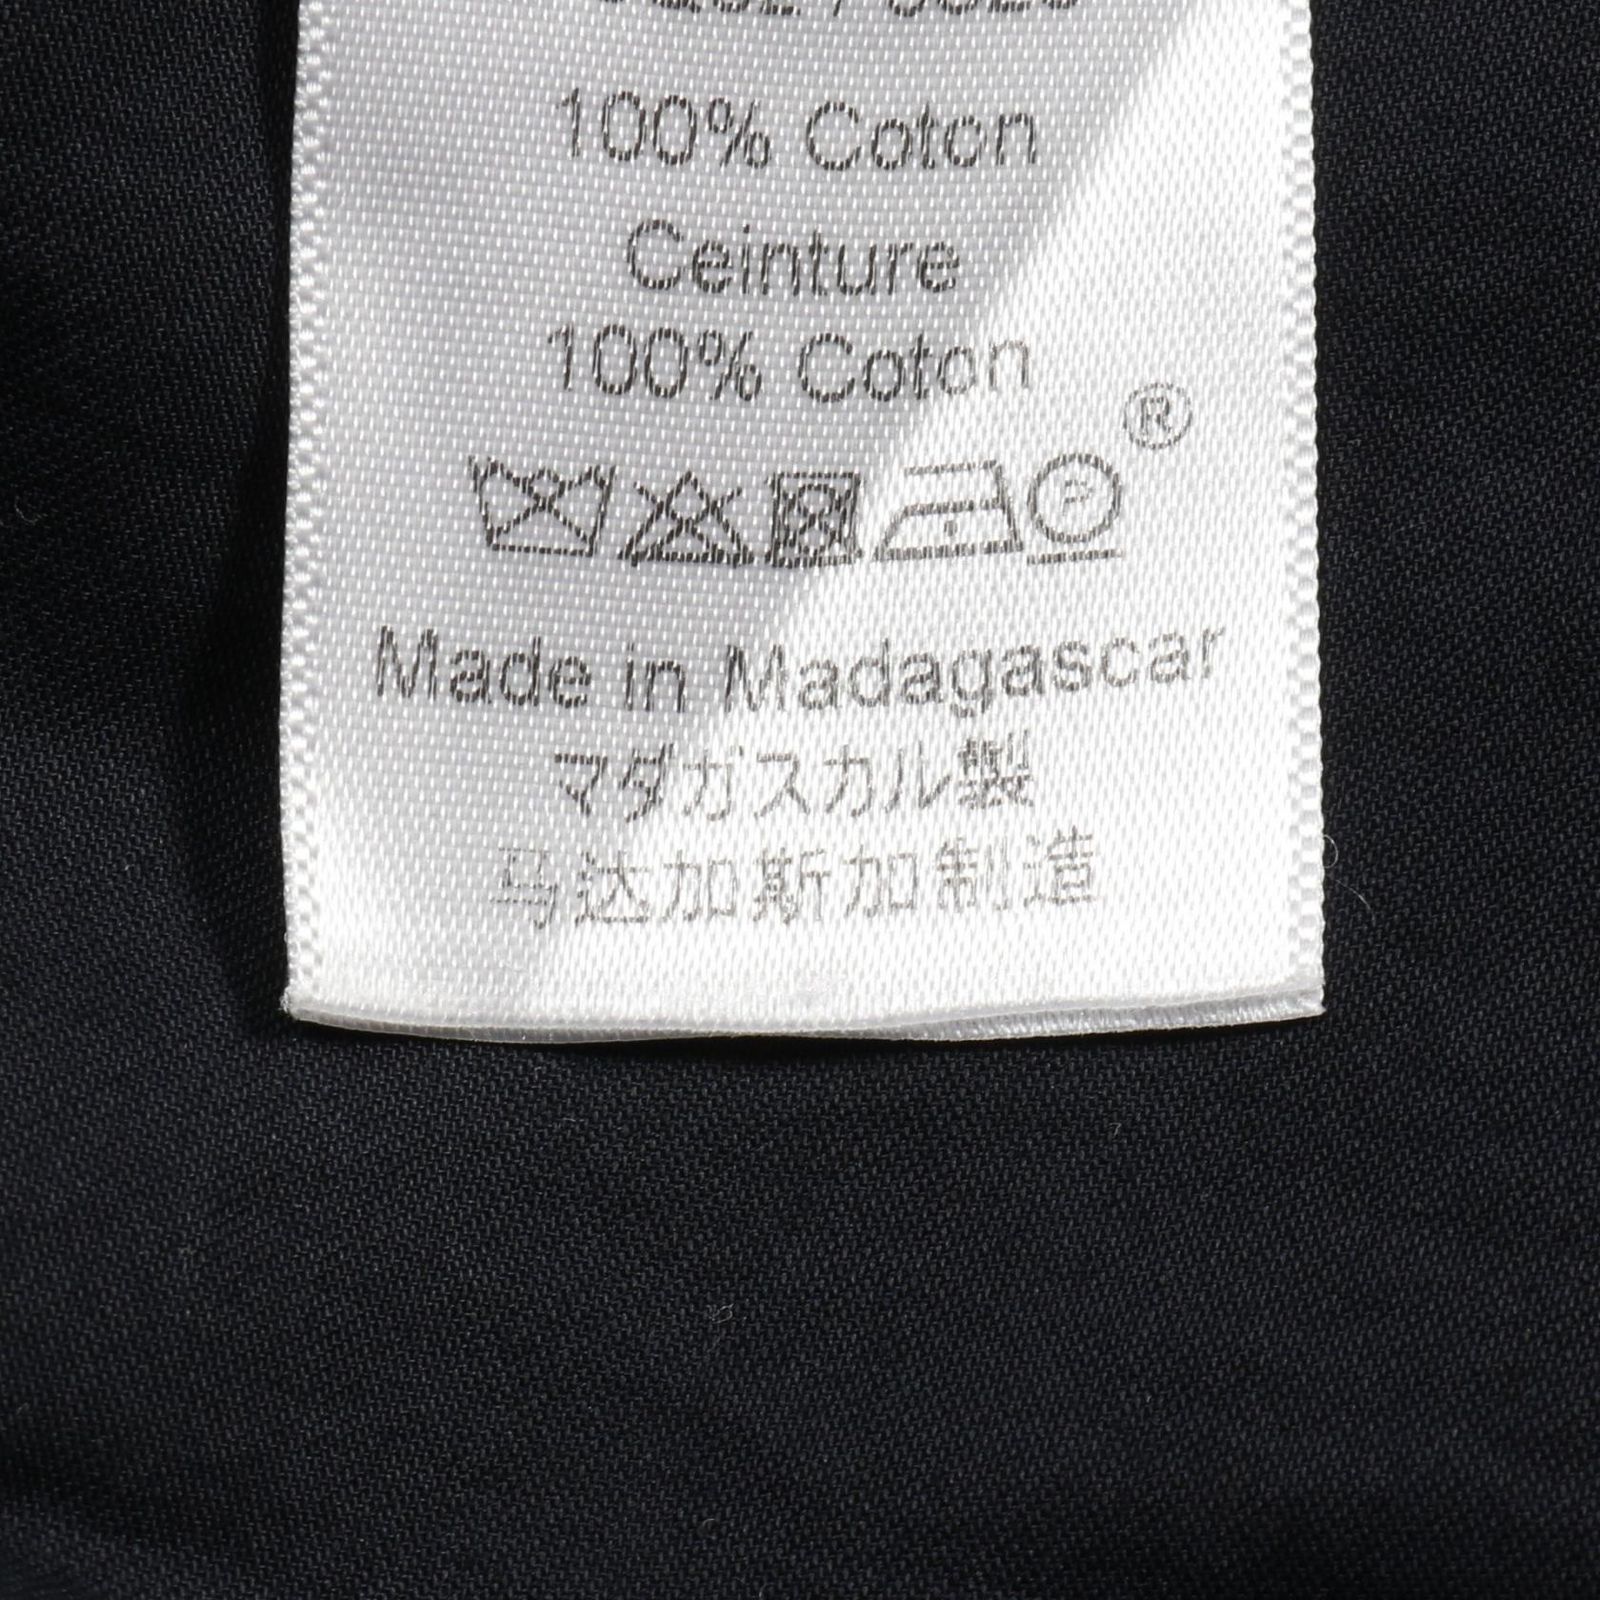 100% Coton
Ceinture
100% Coton
®
P
Made in Madagascar
マダガスカル製
马达加斯加制造